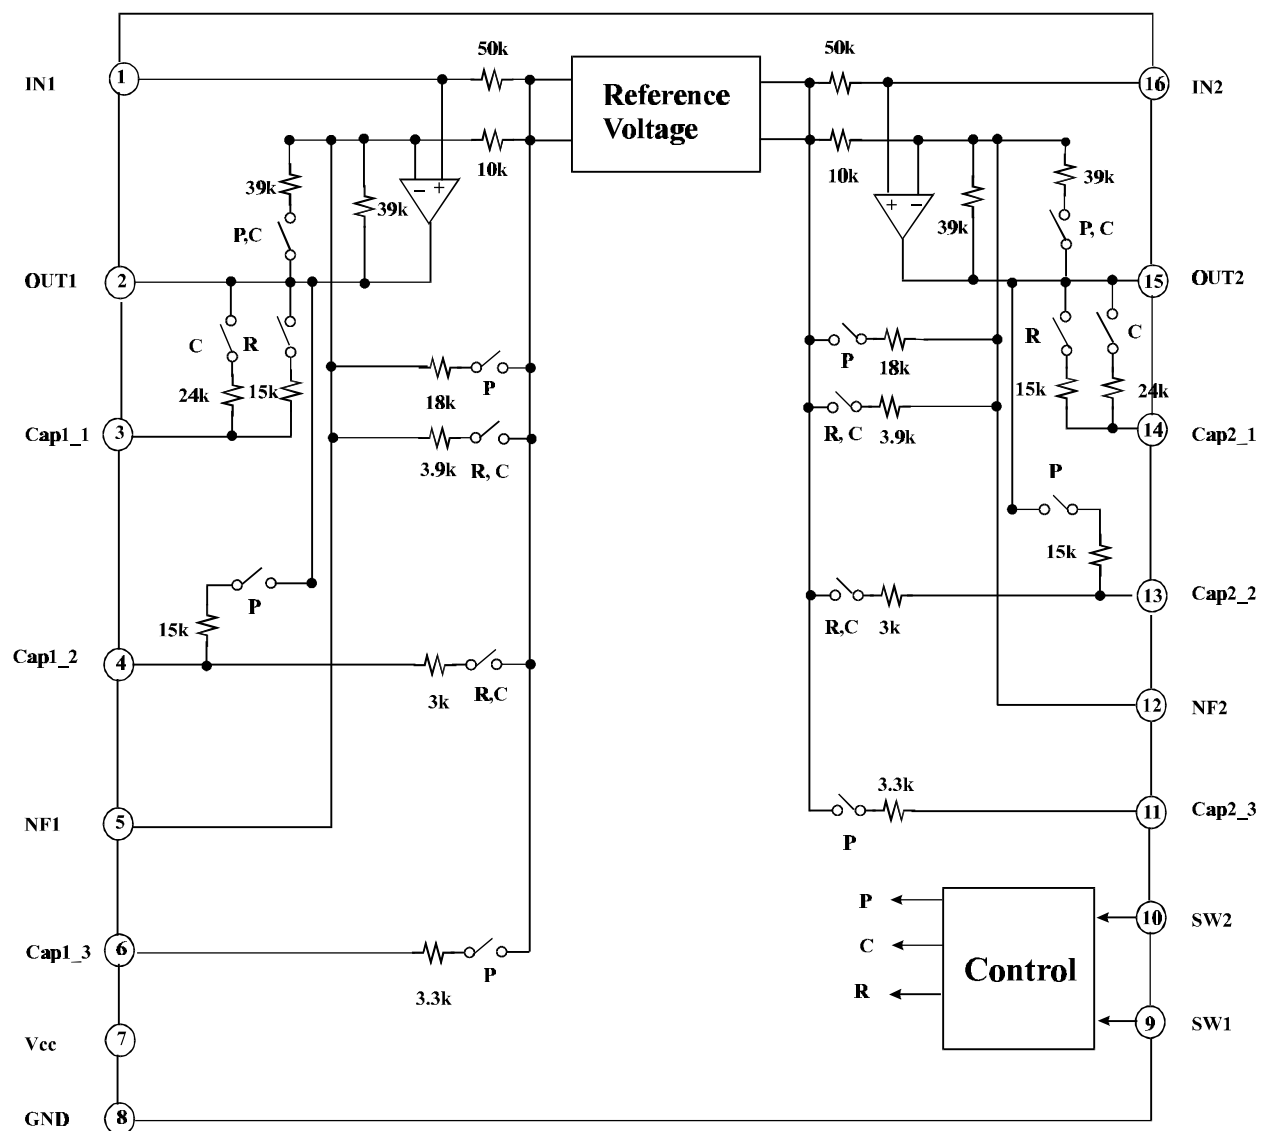 50k
50k
IN1
1
Reference
Voltage
16
IN2
10k
10k
39k
39k
39k
39k
P,C
P, C
- +
+ -
OUT1
2
15
OUT2
C
R
R
C
P
18k
P
18k
24k
15k
15k
24k
Cap1_1
3
R, C
3.9k
14
Cap2_1
3.9k
R, C
P
15k
P
15k
13
Cap2_2
R,C
3k
Cap1_2
4
3k
R,C
12
NF2
3.3k
NF1
5
11
Cap2_3
P
P
10
SW2
Cap1_3
6
C
P
Control
3.3k
R
Vcc
7
9
SW1
GND
8